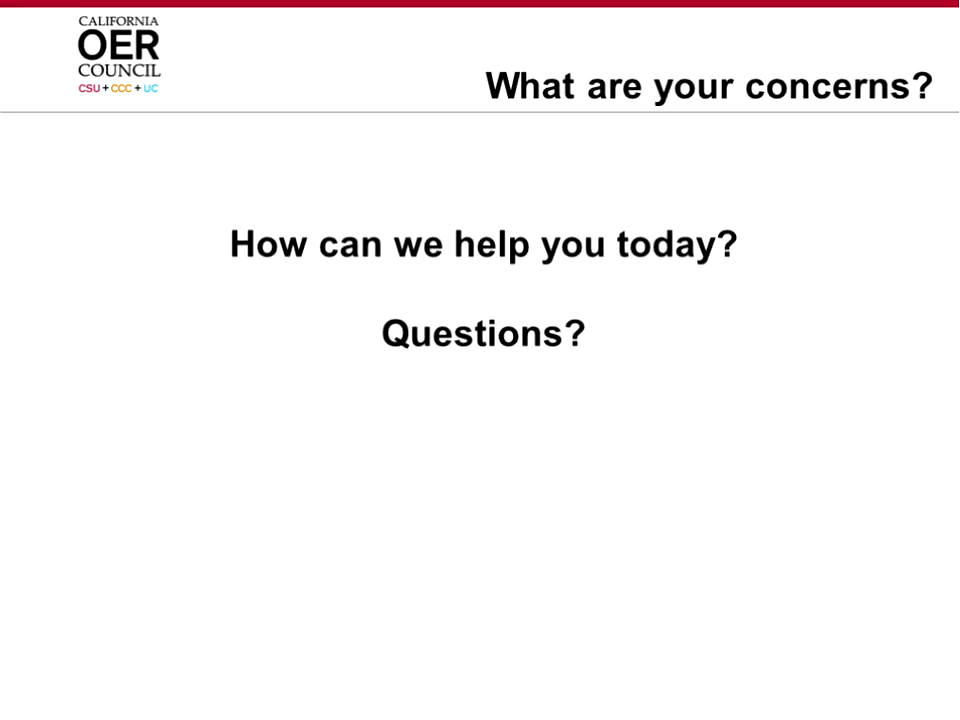 CALIFORNIA
OER
COUNCIL
CSU + CCC + UC
What are your concerns?
How can we help you today?
Questions?